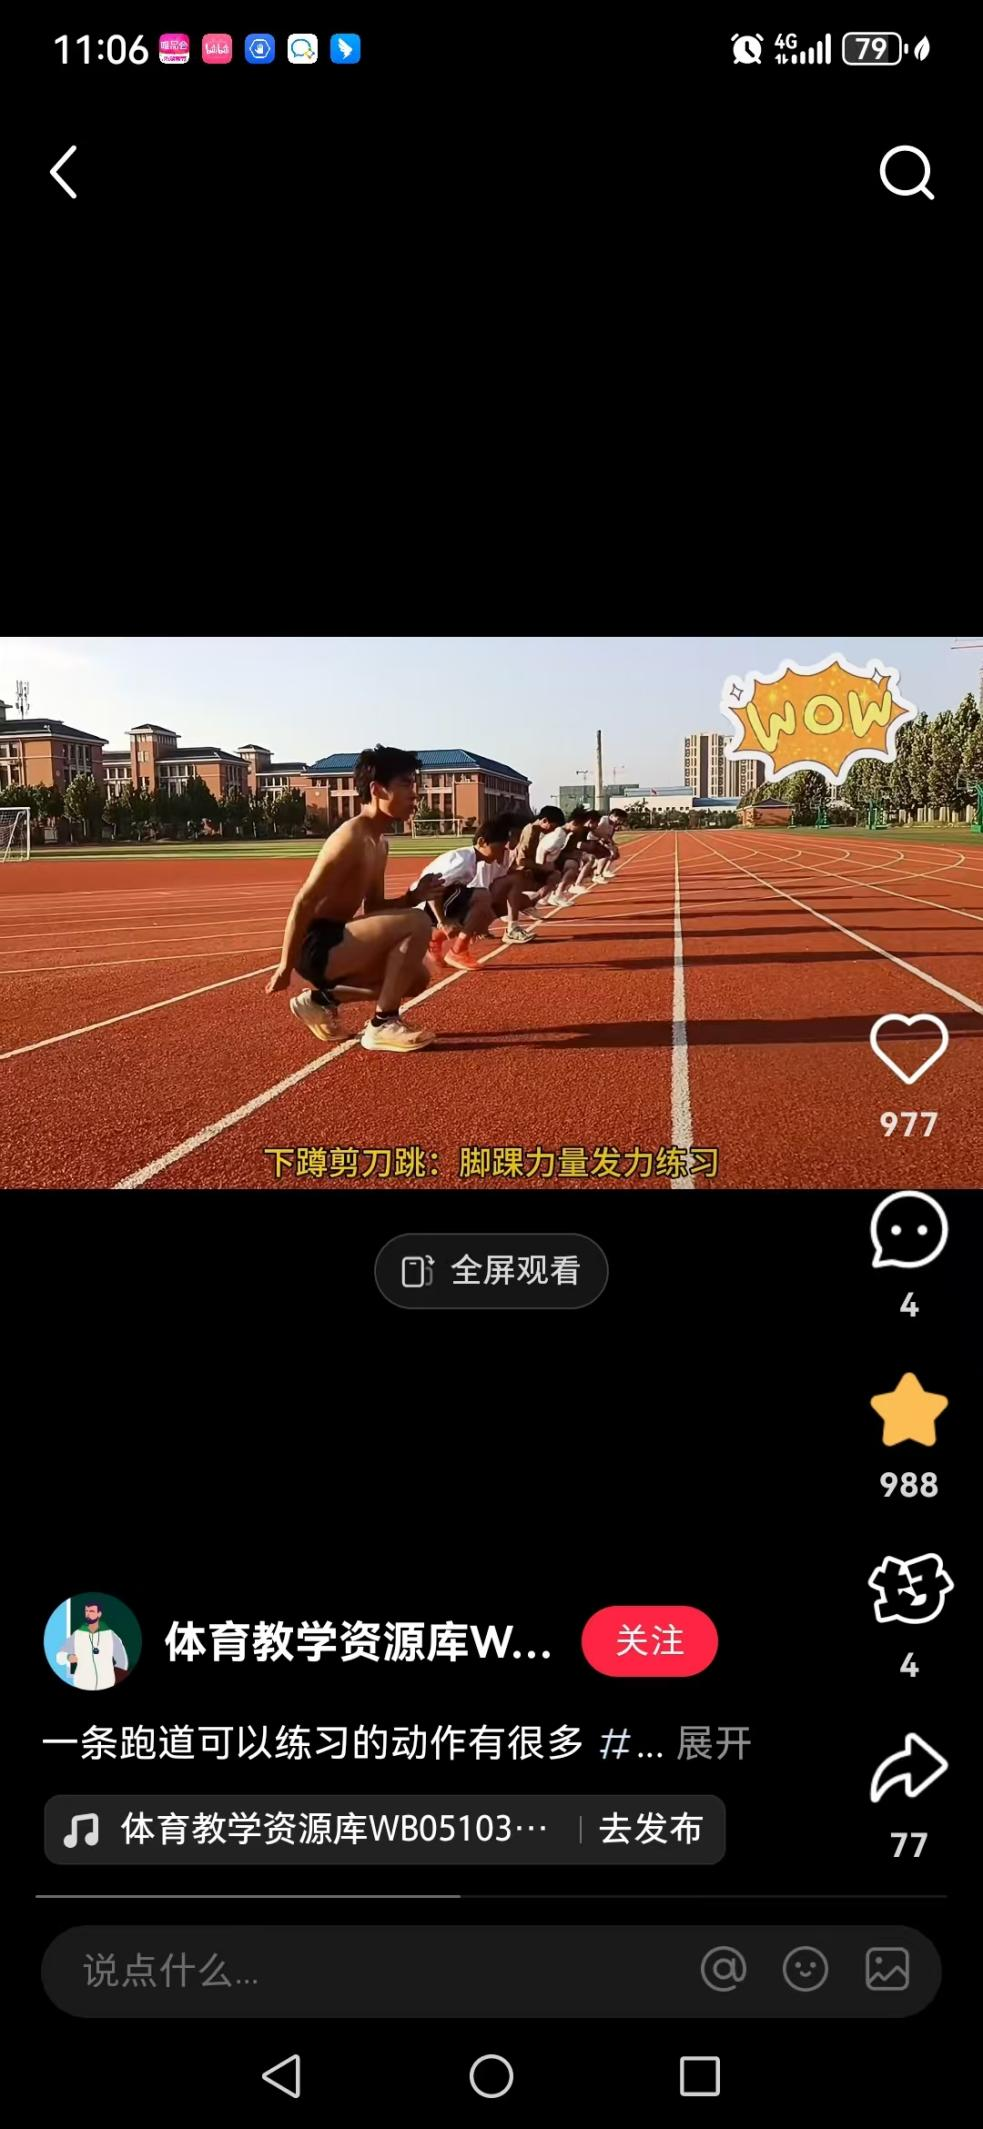 11:06
4G
79
WOW
977
下蹲剪刀跳：脚踝力量发力练习
全屏观看
4
988
体育教学资源库W...
关注
4
一条跑道可以练习的动作有很多 #... 展开
体育教学资源库WB05103··· | 去发布
77
说点什么...